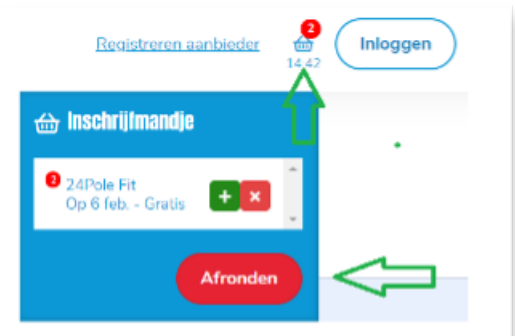 Registreren aanbieder
2
14:42
Inloggen
Inschrijfmandje
2
24Pole Fit
Op 6 feb. - Gratis
+ ×
Afronden